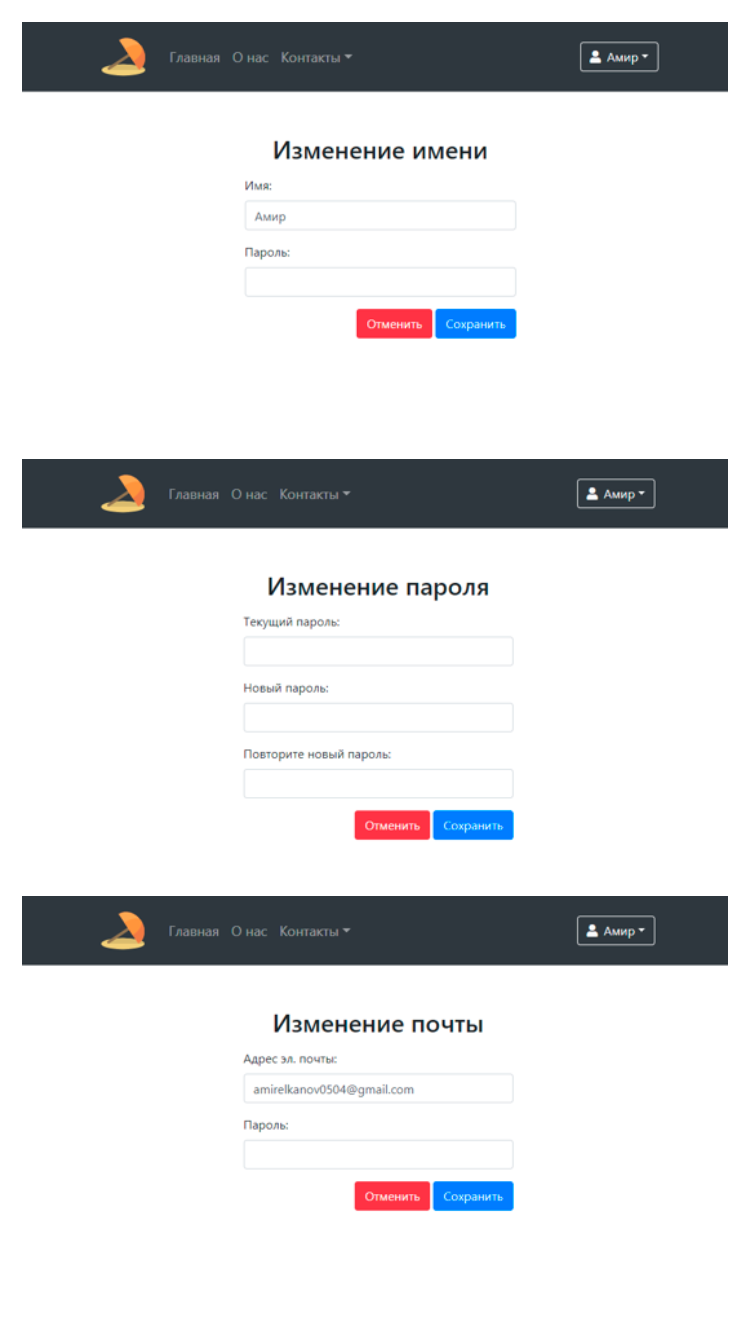 Главная О нас Контакты Амир
Изменение имени
Имя:
Амир
Пароль:
Отменить Сохранить
Главная О нас Контакты Амир
Изменение пароля
Текущий пароль:
Новый пароль:
Повторите новый пароль:
Отменить Сохранить
Главная О нас Контакты Амир
Изменение почты
Адрес эл. почты:
amirelkanov0504@gmail.com
Пароль:
Отменить Сохранить